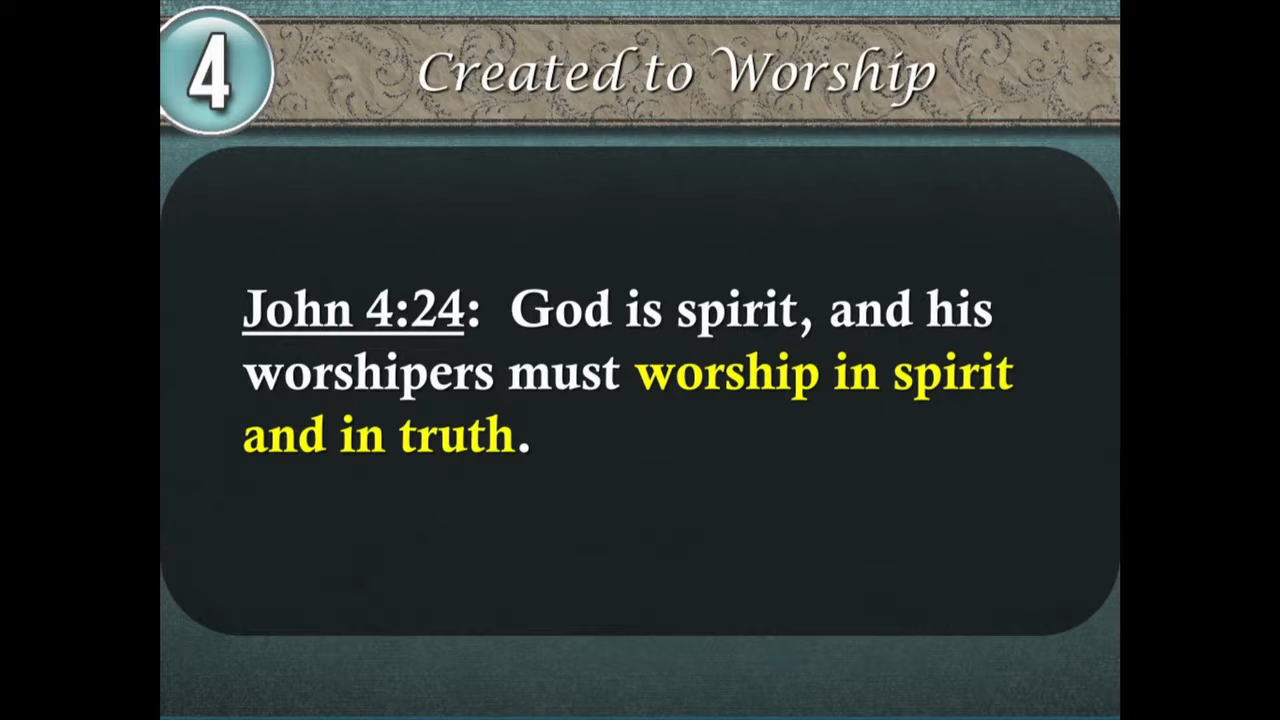 4
Created to Worship
John 4:24: God is spirit, and his
worshipers must worship in spirit
and in truth.